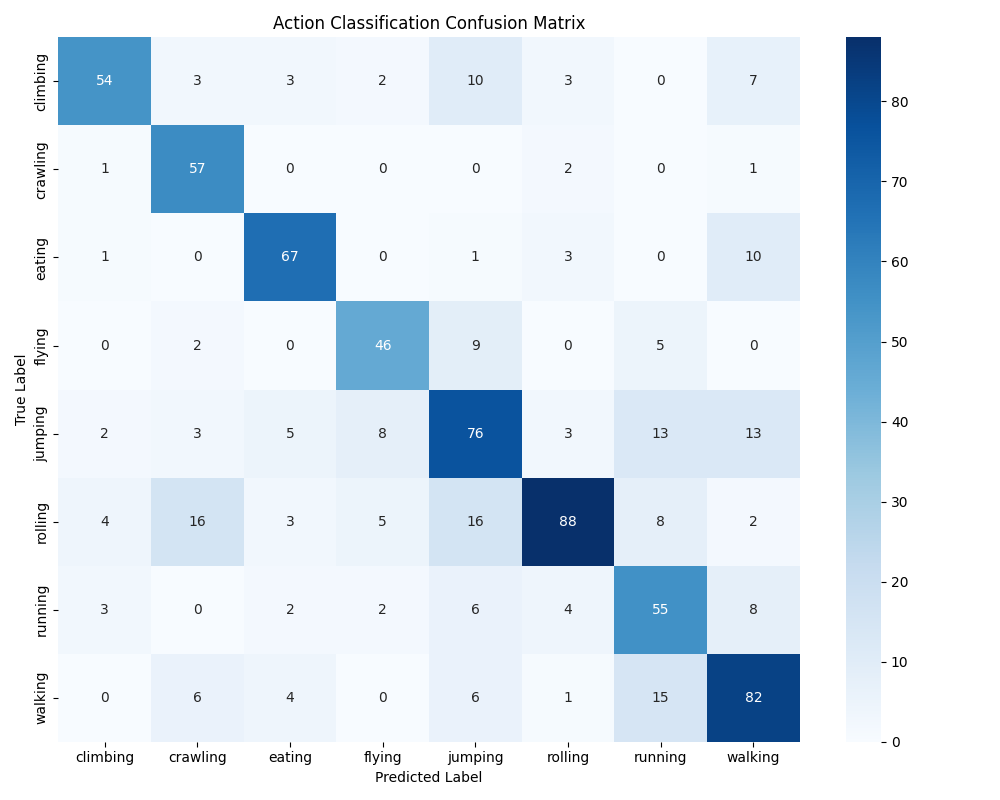 Action Classification Confusion Matrix
True Label
climbing 54 3 3 2 10 3 0 7
crawling 1 57 0 0 0 2 0 1
eating 1 0 67 0 1 3 0 10
flying 0 2 0 46 9 0 5 0
jumping 2 3 5 8 76 3 13 13
rolling 4 16 3 5 16 88 8 2
running 3 0 2 2 6 4 55 8
walking 0 6 4 0 6 1 15 82
climbing crawling eating flying jumping rolling running walking
Predicted Label
80
70
60
50
40
30
20
10
0